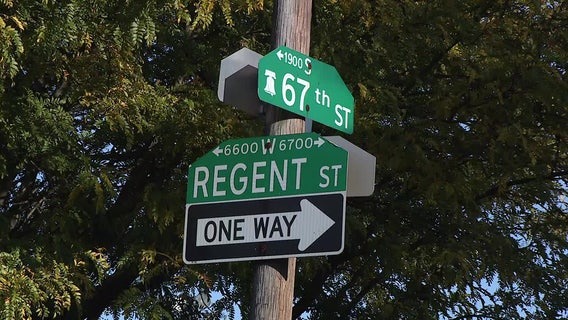 ←1900 S
67th ST
←6600 W 6700→
REGENT ST
ONE WAY